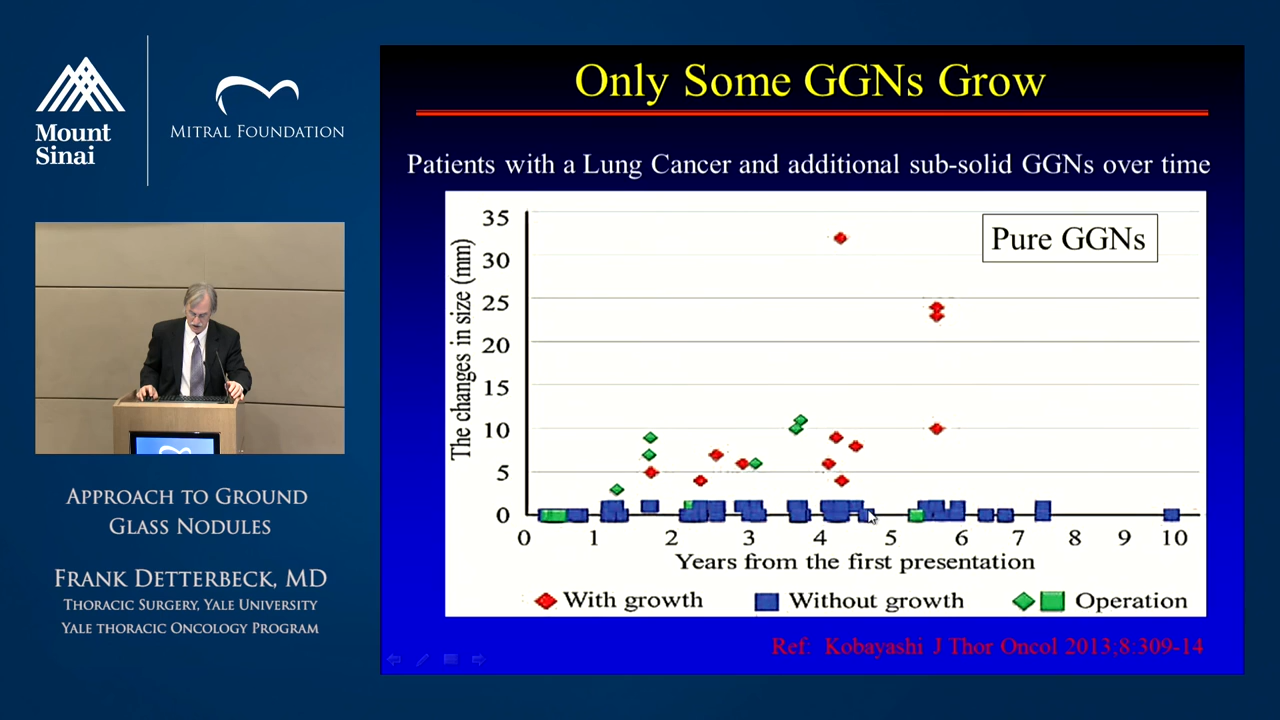 Mount
Sinai
MITRAL FOUNDATION
APPROACH TO GROUND
GLASS NODULES
FRANK DETTERBECK, MD
THORACIC SURGERY, YALE UNIVERSITY
YALE THORACIC ONCOLOGY PROGRAM
Only Some GGNs Grow
Patients with a Lung Cancer and additional sub-solid GGNs over time
Pure GGNs
The changes in size (mm)
35
30
25
20
15
10
5
0
0 1 2 3 4 5 6 7 8 9 10
Years from the first presentation
With growth Without growth Operation
Ref: Kobayashi J Thor Oncol 2013;8:309-14